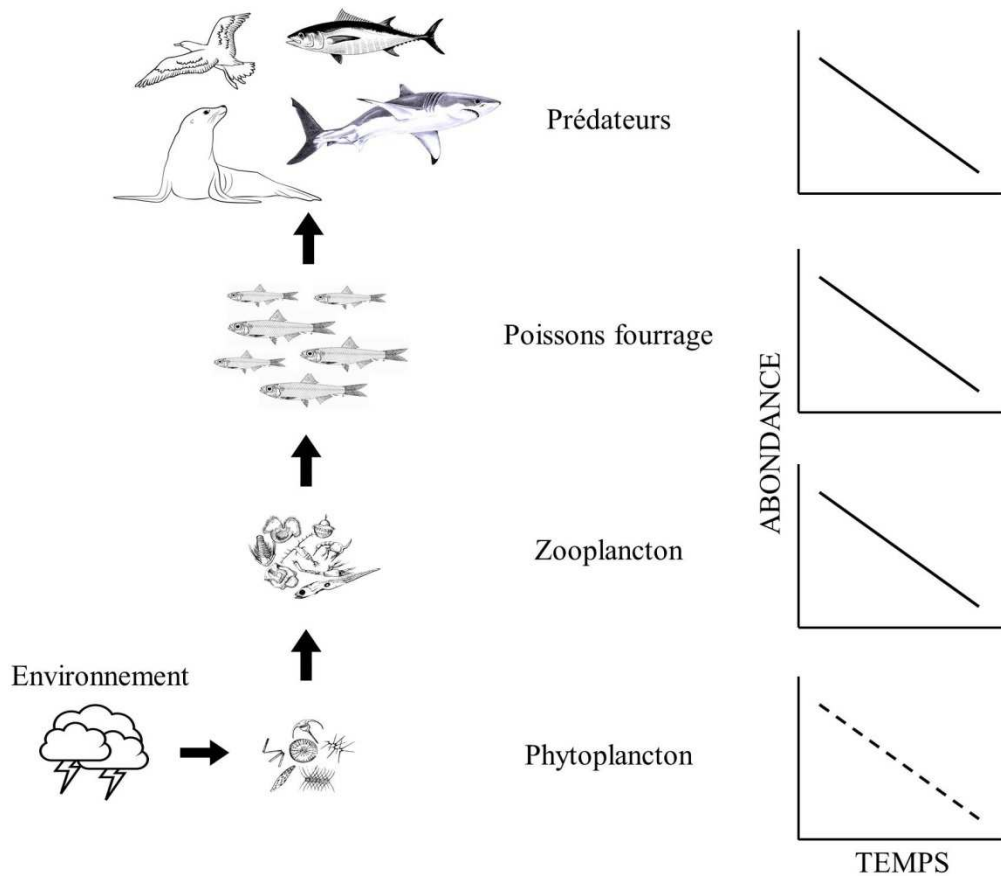 Prédateurs
Poissons fourrage
ABONDANCE
Zooplancton
Environnement
Phytoplancton
TEMPS